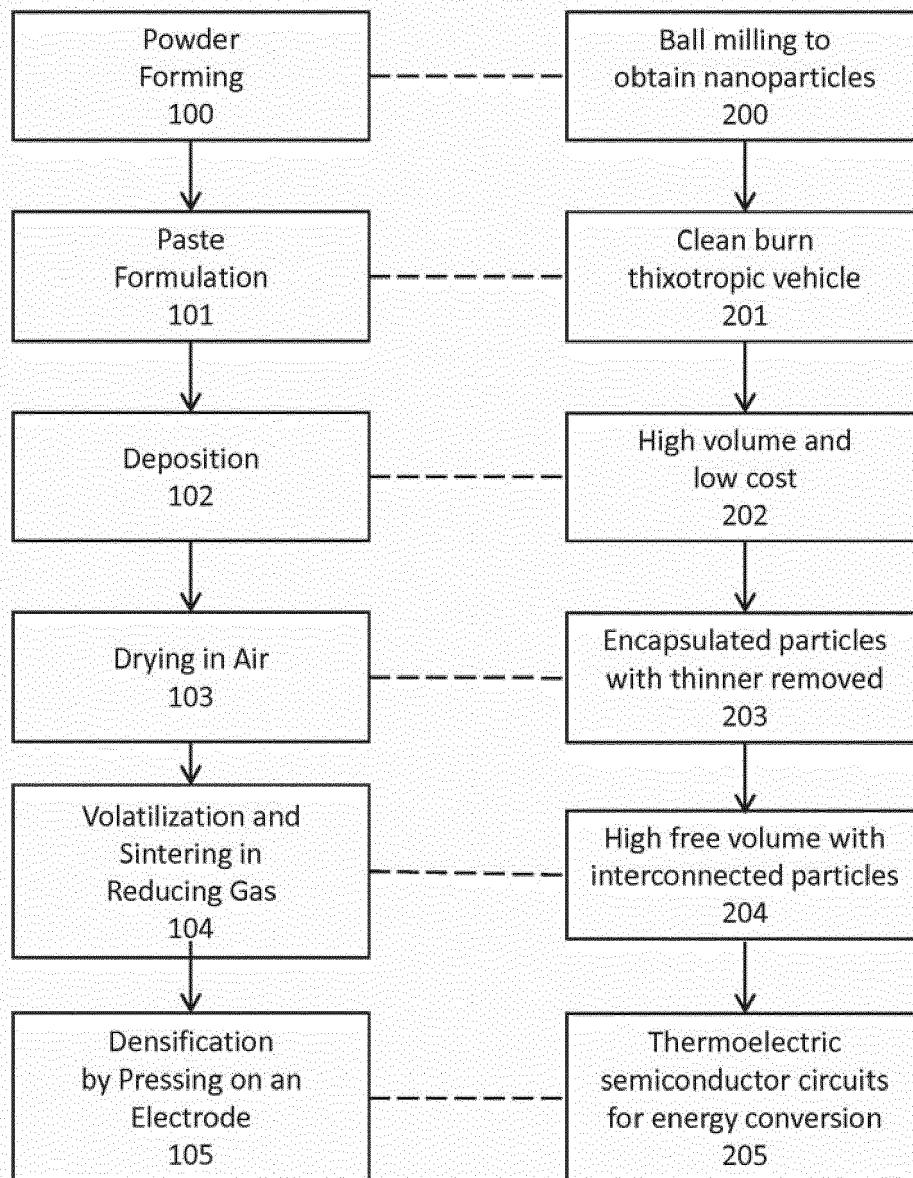 Powder
Forming
100
Ball milling to
obtain nanoparticles
200
Paste
Formulation
101
Clean burn
thixotropic vehicle
201
Deposition
102
High volume and
low cost
202
Drying in Air
103
Encapsulated particles
with thinner removed
203
Volatilization and
Sintering in
Reducing Gas
104
High free volume with
interconnected particles
204
Densification
by Pressing on an
Electrode
105
Thermoelectric
semiconductor circuits
for energy conversion
205